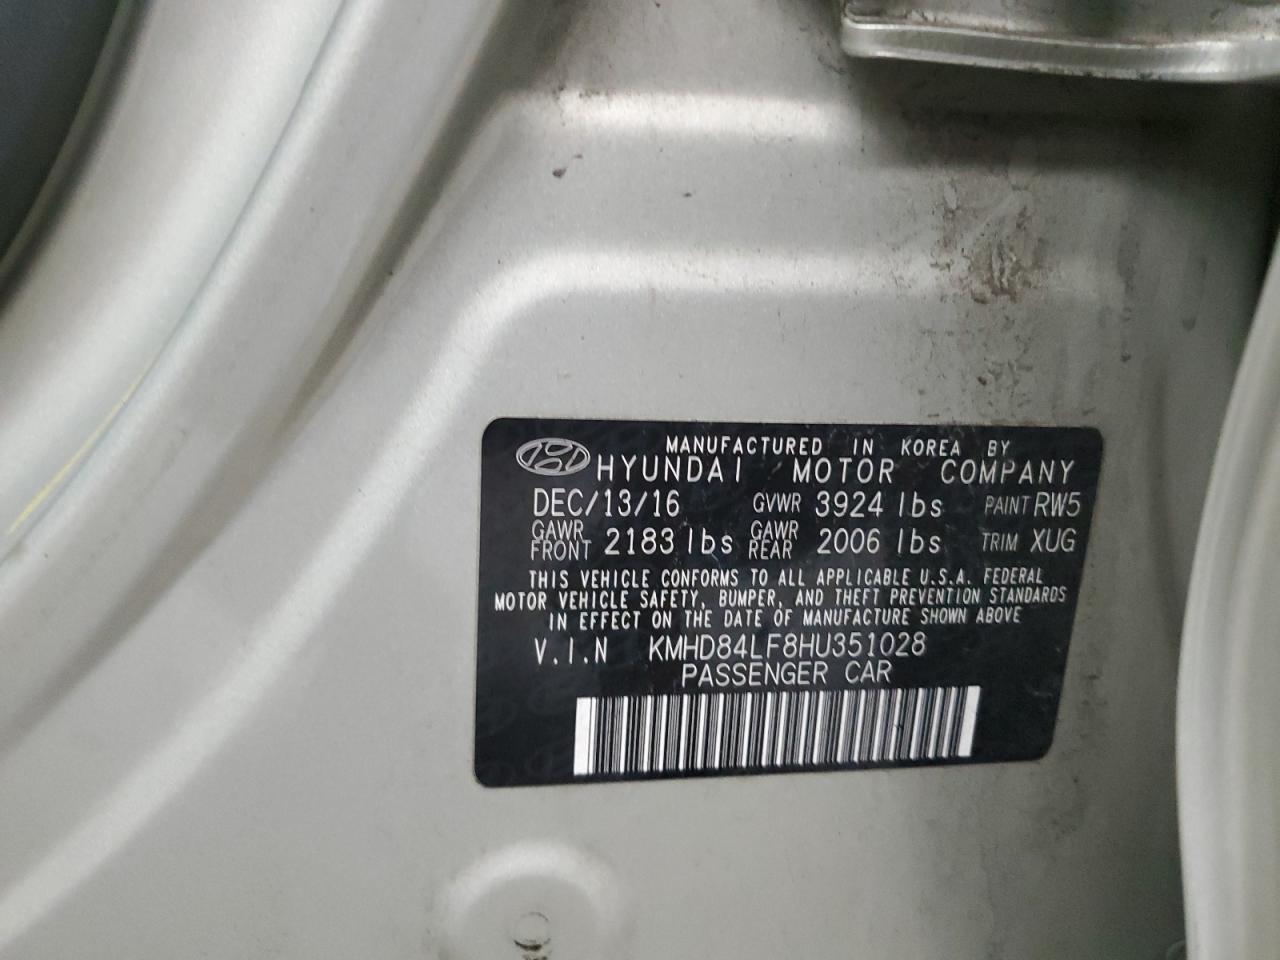 MANUFACTURED IN KOREA BY
HYUNDAI MOTOR COMPANY
DEC/13/16 GVWR 3924 lbs PAINT RW5
GAWR FRONT 2183 lbs GAWR REAR 2006 lbs TRIM XUG
THIS VEHICLE CONFORMS TO ALL APPLICABLE U.S.A. FEDERAL
MOTOR VEHICLE SAFETY, BUMPER, AND THEFT PREVENTION STANDARDS
IN EFFECT ON THE DATE OF MANUFACTURE SHOWN ABOVE
V.I.N KMHD84LF8HU351028
PASSENGER CAR